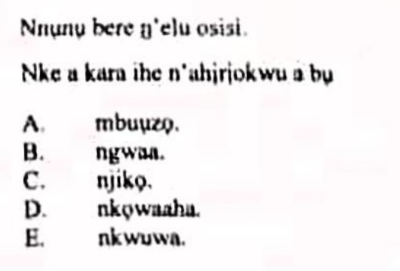 Nnụnụ bere n'elu osisi.
Nke a kara ihe n'ahịrịokwu a bụ
A. mbuụzọ.
B. ngwaa.
C. njikọ.
D. nkọwaaha.
E. nkwuwa.